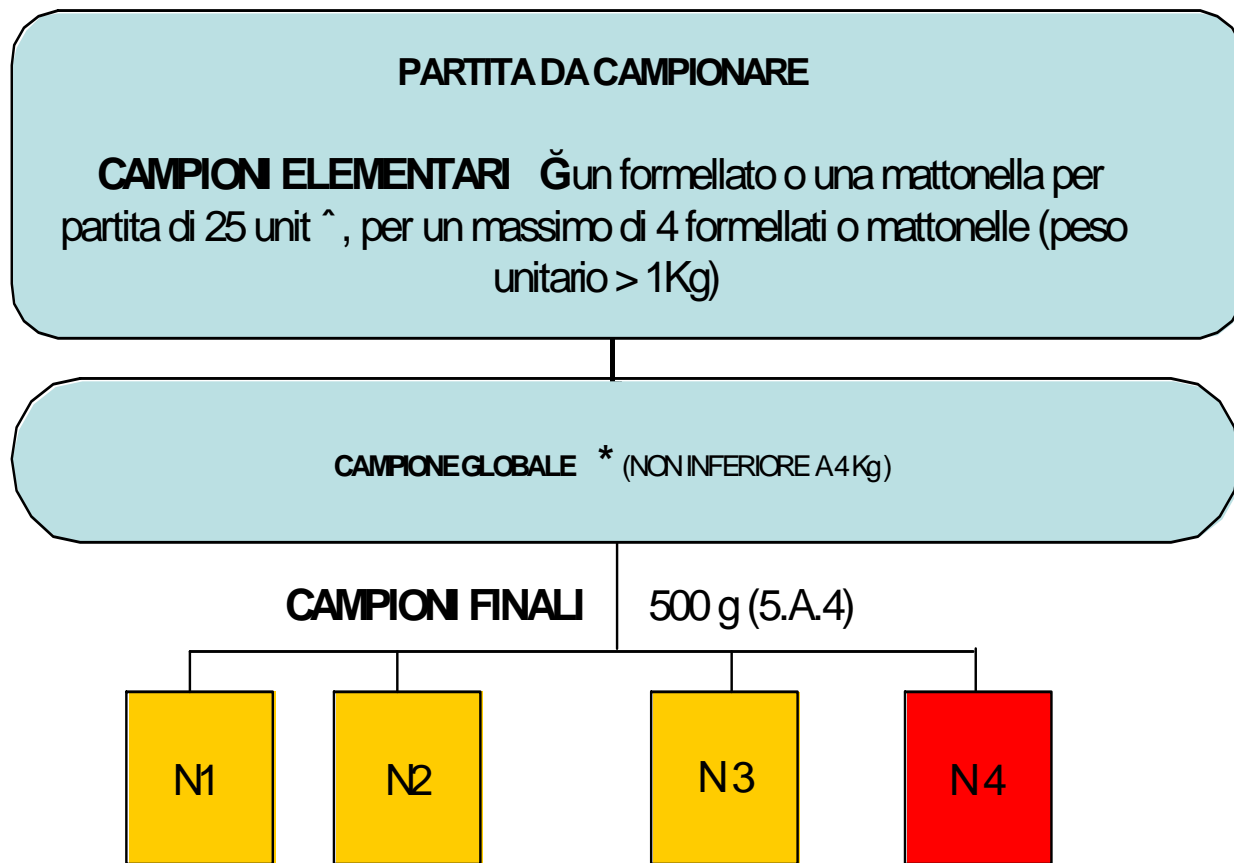 PARTITA DA CAMPIONARE
CAMPIONI ELEMENTARI Ğun formellato o una mattonella per
partita di 25 unit ˆ, per un massimo di 4 formellati o mattonelle (peso
unitario > 1Kg)
CAMPIONE GLOBALE * (NON INFERIORE A 4 Kg)
CAMPIONI FINALI 500 g (5.A.4)
N1 N2 N3 N4